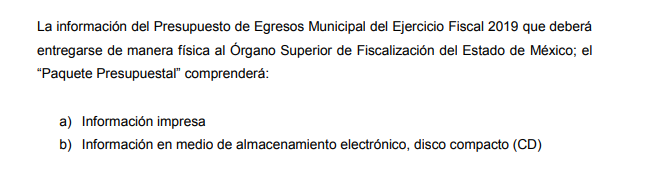 La información del Presupuesto de Egresos Municipal del Ejercicio Fiscal 2019 que deberá
entregarse de manera física al Órgano Superior de Fiscalización del Estado de México; el
“Paquete Presupuestal” comprenderá:
a) Información impresa
b) Información en medio de almacenamiento electrónico, disco compacto (CD)